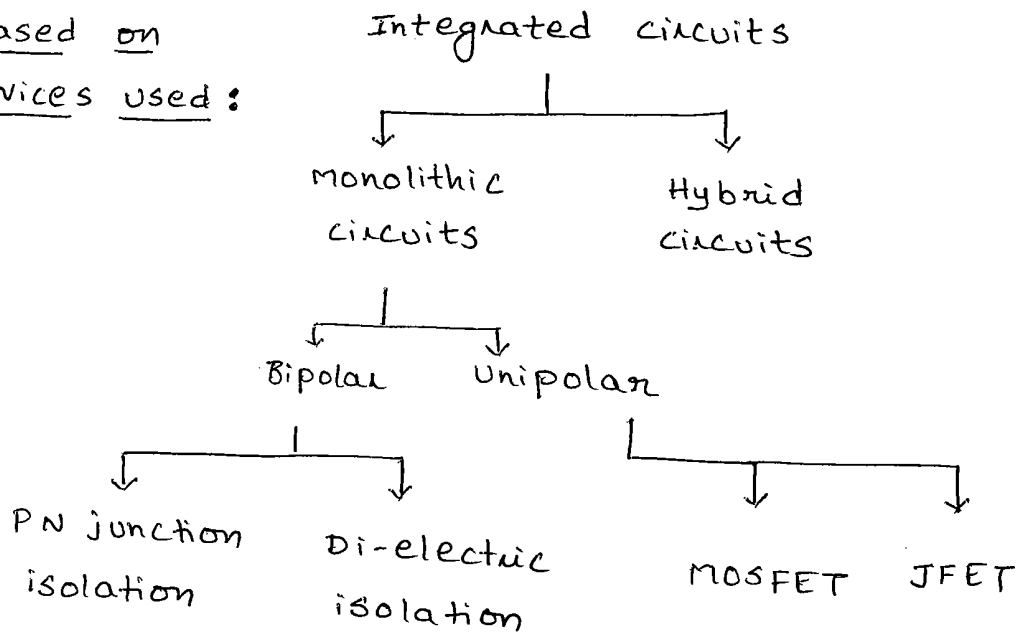 ased on
vices used :
Integrated circuits
Monolithic
circuits
Hybrid
circuits
Bipolar
Unipolar
PN junction
isolation
Di-electric
isolation
MOSFET
JFET